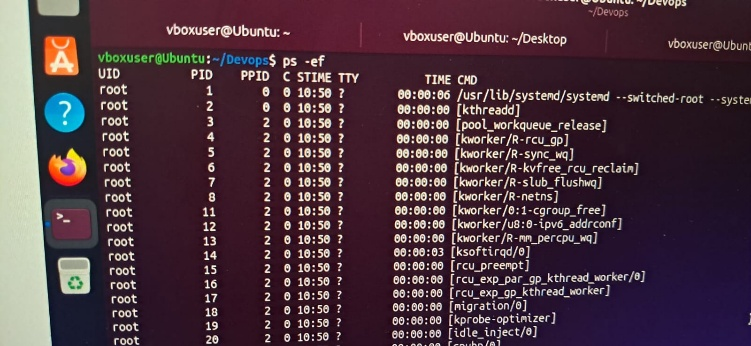 /Devops
~/Devops
vboxuser@Ubuntu: ~
vboxuser@Ubuntu: ~/Desktop
vboxuser@Ubunt
vboxuser@Ubuntu:~/Devops$ ps -ef
UID PID PPID C STIME TTY TIME CMD
root 1 0 0 10:50 ? 00:00:06 /usr/lib/systemd/systemd --switched-root --syste
root 2 0 0 10:50 ? 00:00:00 [kthreadd]
root 3 2 0 10:50 ? 00:00:00 [pool_workqueue_release]
root 4 2 0 10:50 ? 00:00:00 [kworker/R-rcu_gp]
root 5 2 0 10:50 ? 00:00:00 [kworker/R-sync_wq]
root 6 2 0 10:50 ? 00:00:00 [kworker/R-kvfree_rcu_reclaim]
root 7 2 0 10:50 ? 00:00:00 [kworker/R-slub_flushwq]
root 8 2 0 10:50 ? 00:00:00 [kworker/R-netns]
root 11 2 0 10:50 ? 00:00:00 [kworker/0:1-cgroup_free]
root 12 2 0 10:50 ? 00:00:00 [kworker/u8:0-ipv6_addrconf]
root 13 2 0 10:50 ? 00:00:00 [kworker/R-mm_percpu_wq]
root 14 2 0 10:50 ? 00:00:03 [ksoftirqd/0]
root 15 2 0 10:50 ? 00:00:00 [rcu_preempt]
root 16 2 0 10:50 ? 00:00:00 [rcu_exp_par_gp_kthread_worker/0]
root 17 2 0 10:50 ? 00:00:00 [rcu_exp_gp_kthread_worker]
root 18 2 0 10:50 ? 00:00:00 [migration/0]
root 19 2 0 10:50 ? 00:00:00 [kprobe-optimizer]
root 20 2 0 10:50 ? 00:00:00 [idle_inject/0]